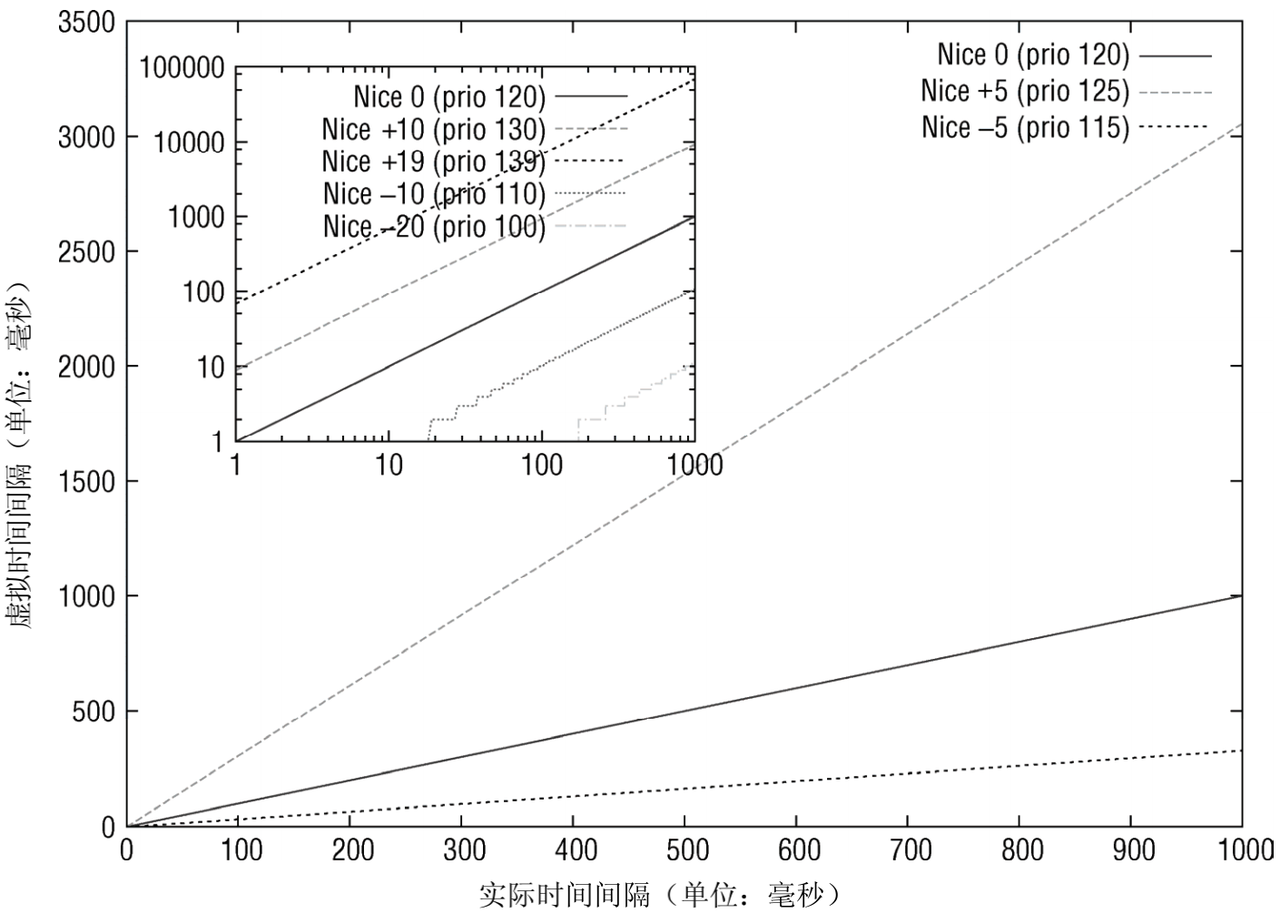 3500
3000
2500
2000
1500
1000
500
0
虚拟时间间隔（单位：毫秒）
Nice 0 (prio 120)
Nice +5 (prio 125)
Nice –5 (prio 115)
100000
10000
1000
100
10
1
Nice 0 (prio 120)
Nice +10 (prio 130)
Nice +19 (prio 139)
Nice –10 (prio 110)
Nice –20 (prio 100)
1 10 100 1000
0 100 200 300 400 500 600 700 800 900 1000
实际时间间隔（单位：毫秒）